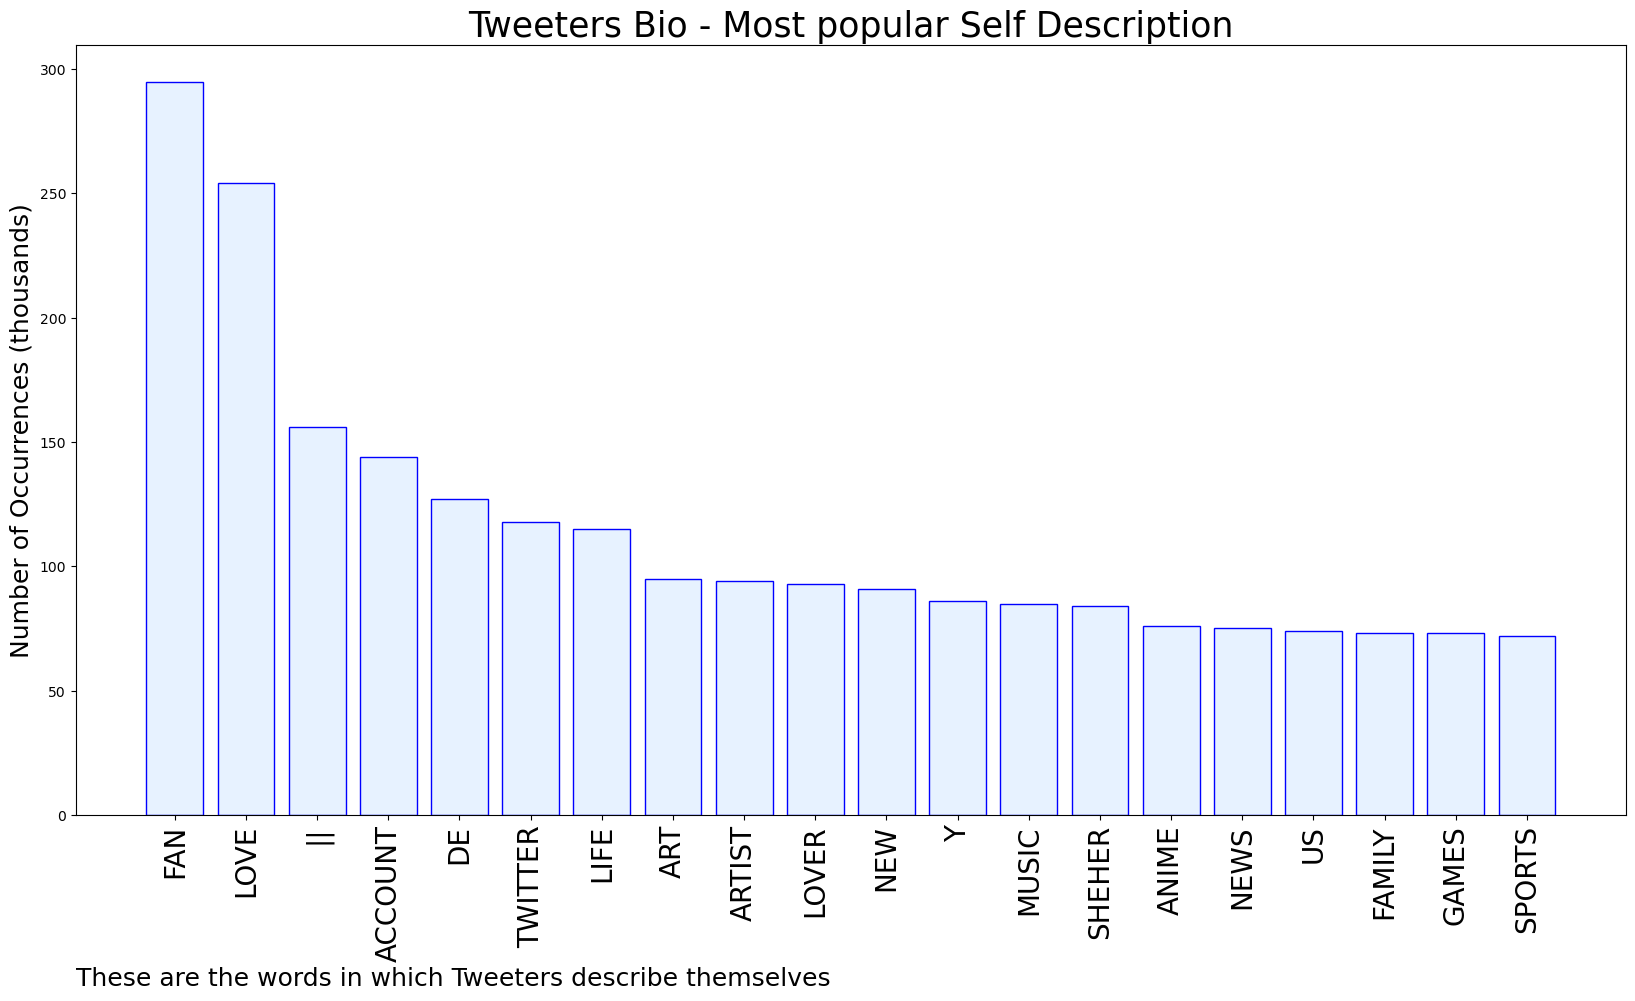 Tweeters Bio - Most popular Self Description
Number of Occurrences (thousands)
300
250
200
150
100
50
0
FAN
LOVE
||
ACCOUNT
DE
TWITTER
LIFE
ART
ARTIST
LOVER
NEW
Y
MUSIC
SHEHER
ANIME
NEWS
US
FAMILY
GAMES
SPORTS
These are the words in which Tweeters describe themselves